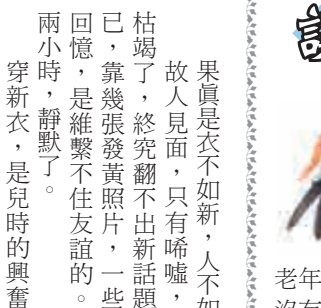 果真是衣不如新，人不如
故人見面，只有唏噓，
枯竭了，終究翻不出新話題
已，靠幾張發黃照片，一些
回憶，是維繫不住友誼的。
兩小時，靜默了。
穿新衣，是兒時的興奮
老年
沒有